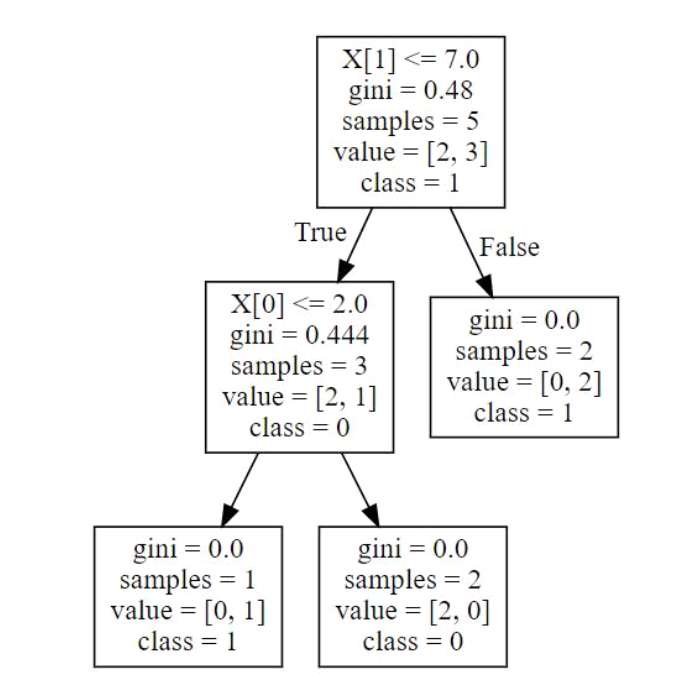 X[1] <= 7.0
gini = 0.48
samples = 5
value = [2, 3]
class = 1
True
False
X[0] <= 2.0
gini = 0.444
samples = 3
value = [2, 1]
class = 0
gini = 0.0
samples = 2
value = [0, 2]
class = 1
gini = 0.0
samples = 1
value = [0, 1]
class = 1
gini = 0.0
samples = 2
value = [2, 0]
class = 0